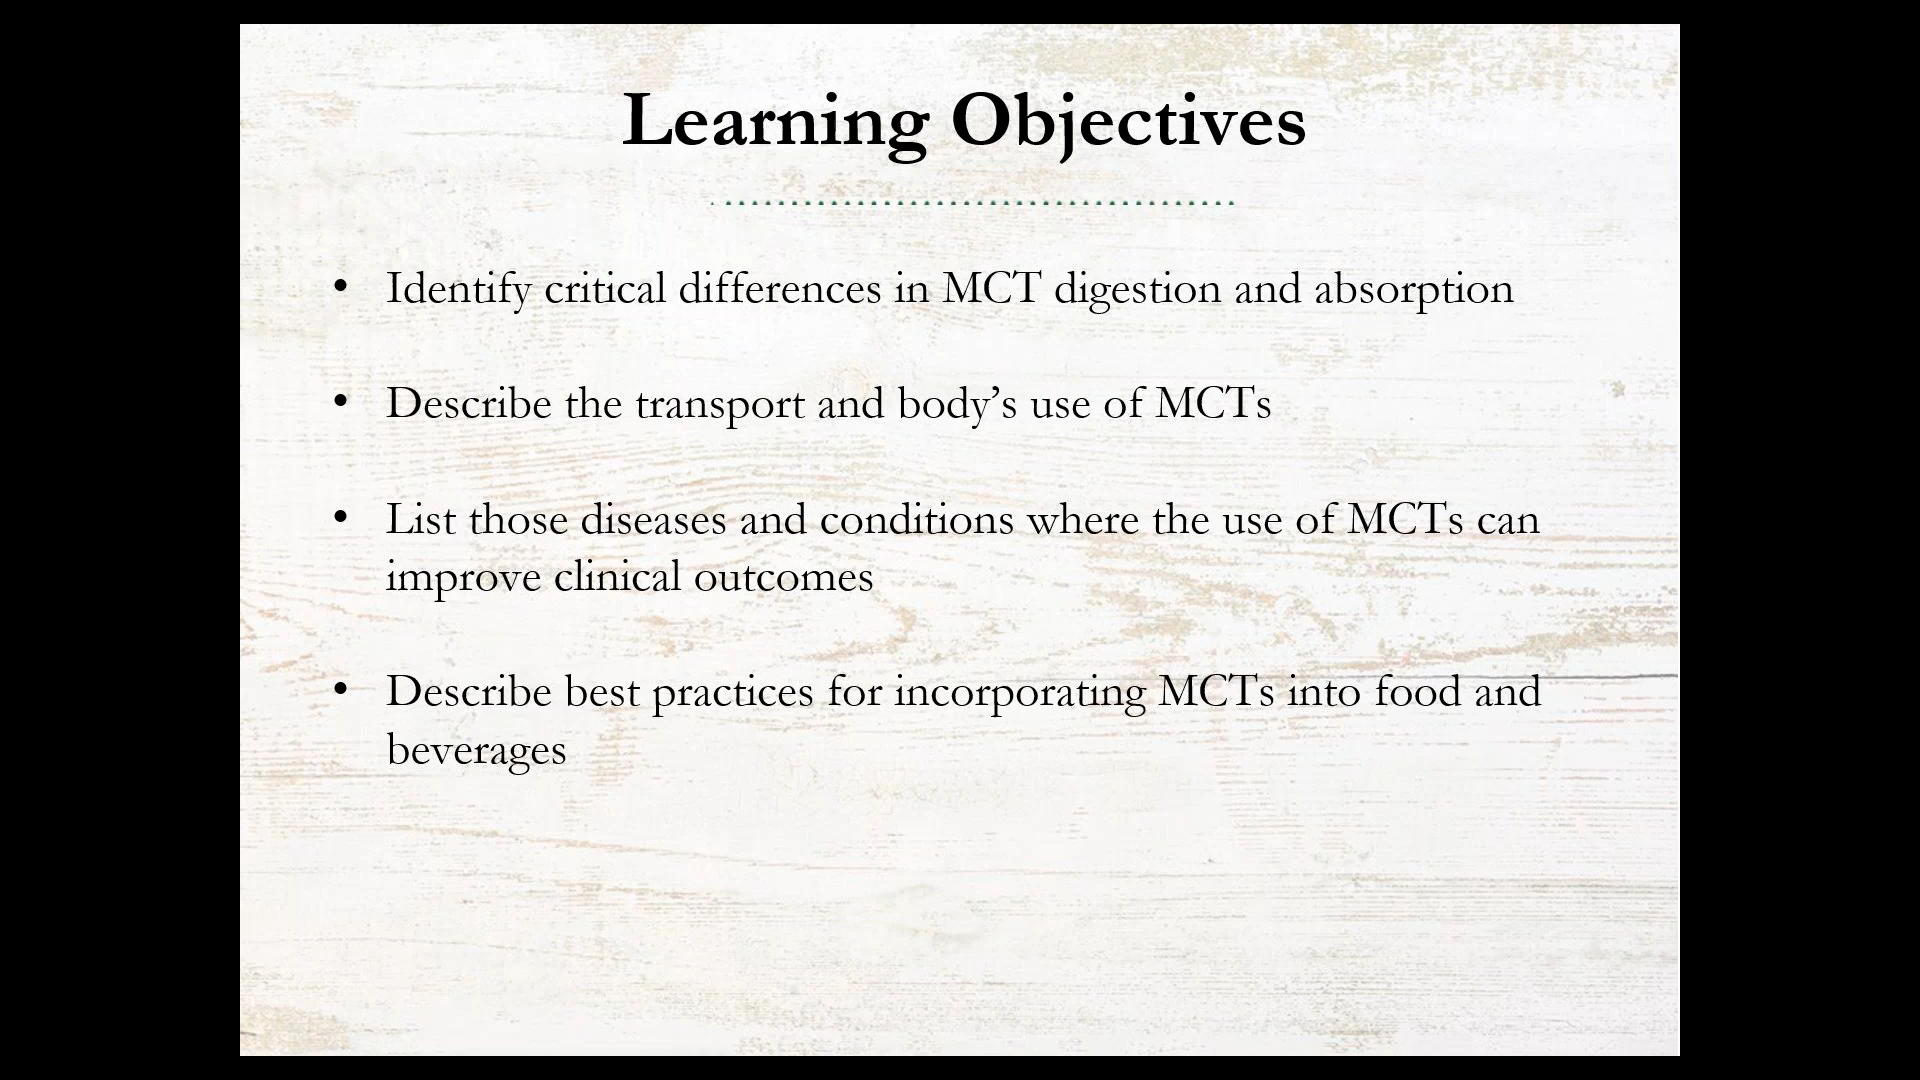 Learning Objectives
• Identify critical differences in MCT digestion and absorption
• Describe the transport and body’s use of MCTs
• List those diseases and conditions where the use of MCTs can
improve clinical outcomes
• Describe best practices for incorporating MCTs into food and
beverages